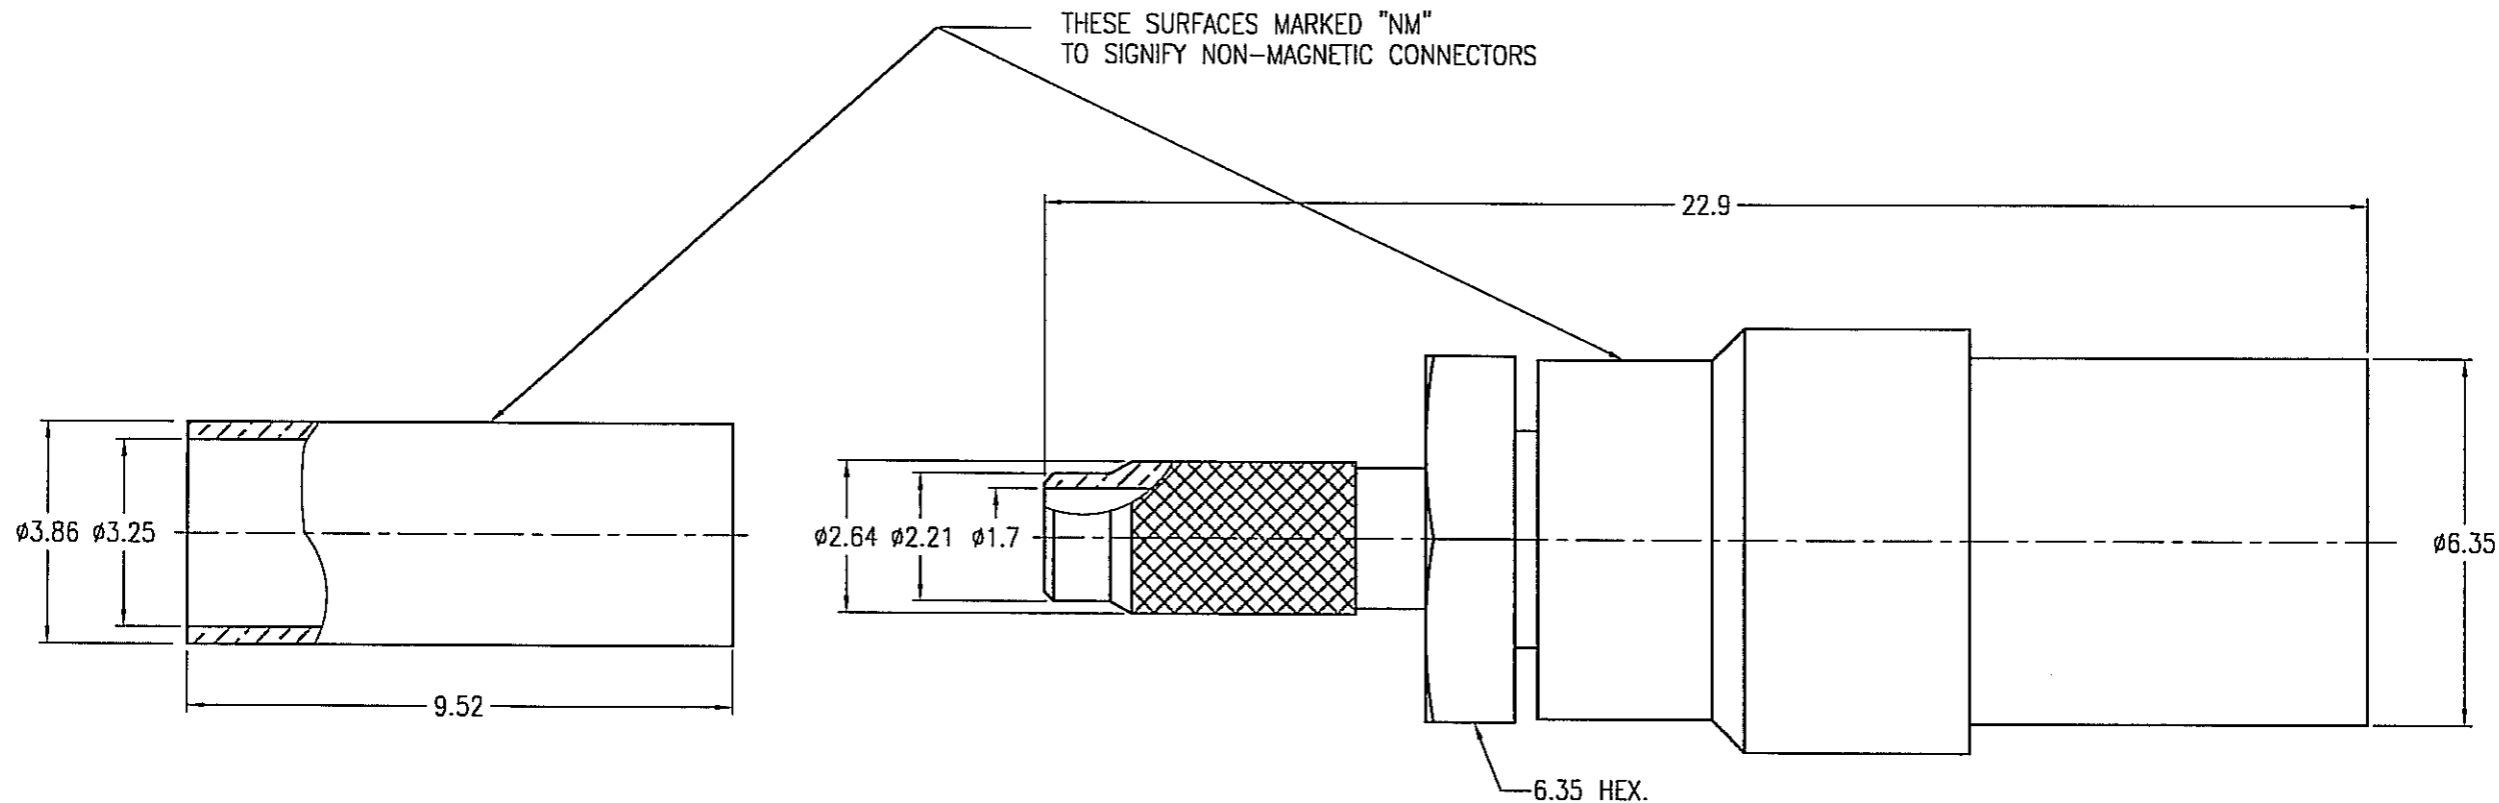 THESE SURFACES MARKED "NM"
TO SIGNIFY NON-MAGNETIC CONNECTORS
22.9
ø3.86 ø3.25
ø2.64 ø2.21 ø1.7
ø6.35
9.52
6.35 HEX.